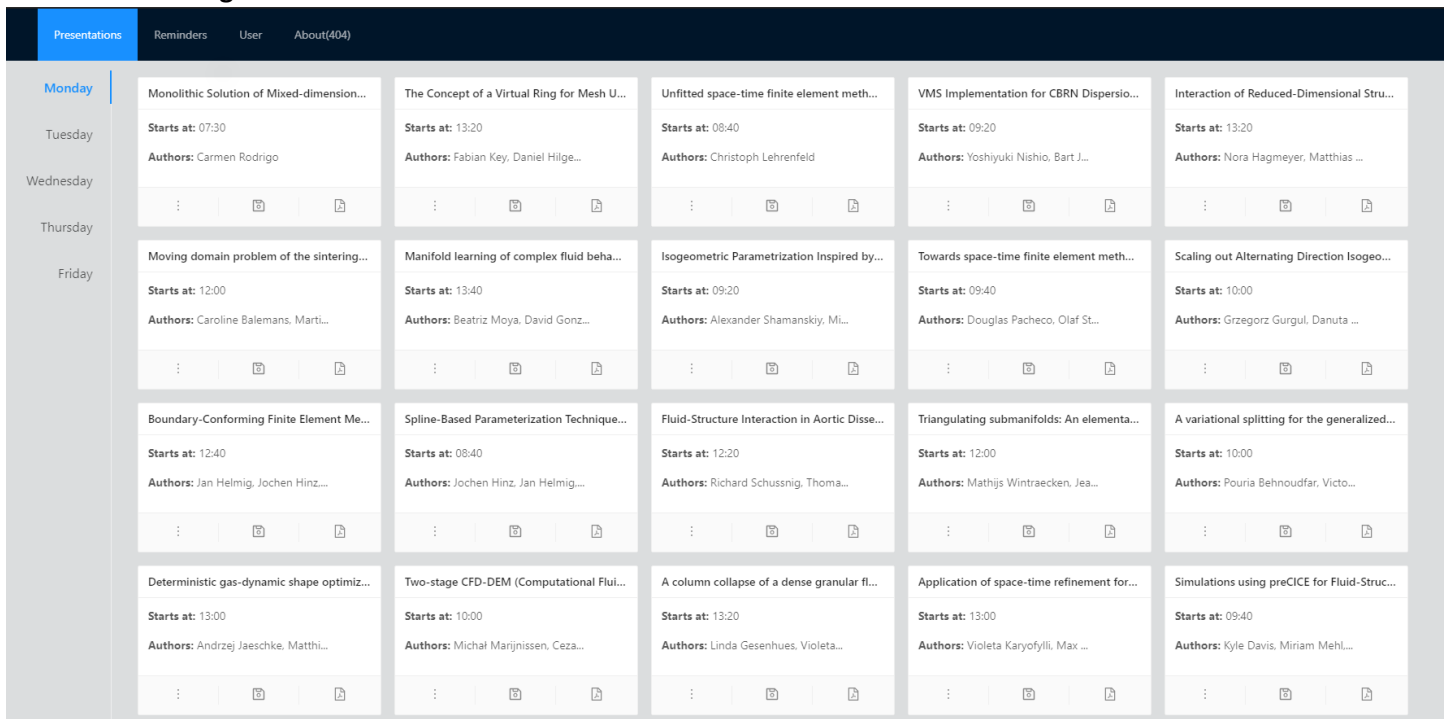 Presentations Reminders User About(404)
Monday
Tuesday
Wednesday
Thursday
Friday
Monolithic Solution of Mixed-dimension...
Starts at: 07:30
Authors: Carmen Rodrigo
The Concept of a Virtual Ring for Mesh U...
Starts at: 13:20
Authors: Fabian Key, Daniel Hilge...
Unfitted space-time finite element meth...
Starts at: 08:40
Authors: Christoph Lehrenfeld
VMS Implementation for CBRN Dispersio...
Starts at: 09:20
Authors: Yoshiyuki Nishio, Bart J...
Interaction of Reduced-Dimensional Stru...
Starts at: 13:20
Authors: Nora Hagmeyer, Matthias ...
Moving domain problem of the sintering...
Starts at: 12:00
Authors: Caroline Balemans, Marti...
Manifold learning of complex fluid beha...
Starts at: 13:40
Authors: Beatriz Moya, David Gonz...
Isogeometric Parametrization Inspired by...
Starts at: 09:20
Authors: Alexander Shamanskiy, Mi...
Towards space-time finite element meth...
Starts at: 09:40
Authors: Douglas Pacheco, Olaf St...
Scaling out Alternating Direction Isogeo...
Starts at: 10:00
Authors: Grzegorz Gurgul, Danuta ...
Boundary-Conforming Finite Element Me...
Starts at: 12:40
Authors: Jan Helmig, Jochen Hinz,...
Spline-Based Parameterization Technique...
Starts at: 08:40
Authors: Jochen Hinz, Jan Helmig,...
Fluid-Structure Interaction in Aortic Disse...
Starts at: 12:20
Authors: Richard Schussnig, Thoma...
Triangulating submanifolds: An elementa...
Starts at: 12:00
Authors: Mathijs Wintraecken, Jea...
A variational splitting for the generalized...
Starts at: 10:00
Authors: Pouria Behnoudfar, Victo...
Deterministic gas-dynamic shape optimiz...
Starts at: 13:00
Authors: Andrzej Jaeschke, Matthi...
Two-stage CFD-DEM (Computational Flui...
Starts at: 10:00
Authors: Michał Marijnissen, Ceza...
A column collapse of a dense granular fl...
Starts at: 13:20
Authors: Linda Gesenhues, Violeta...
Application of space-time refinement for...
Starts at: 13:00
Authors: Violeta Karyofylli, Max ...
Simulations using preCICE for Fluid-Struc...
Starts at: 09:40
Authors: Kyle Davis, Miriam Mehl,...